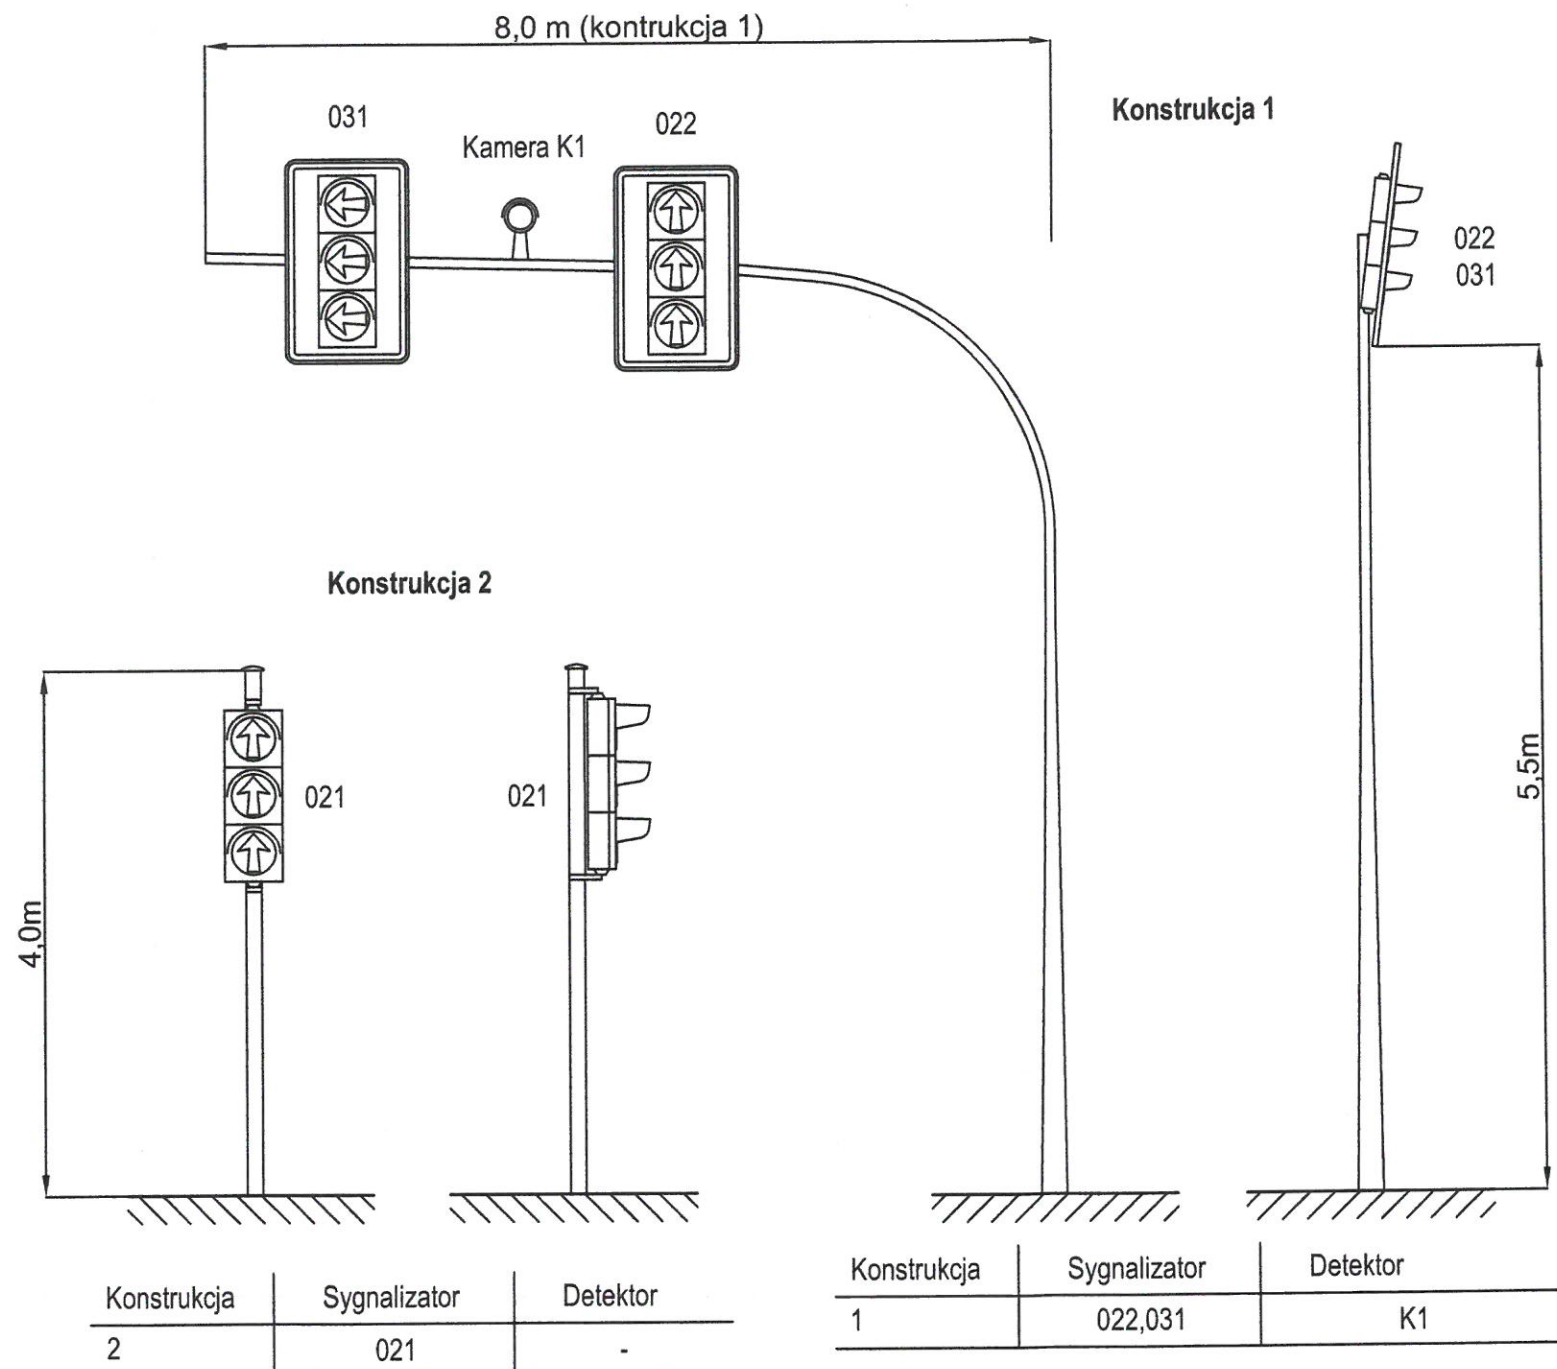 8,0 m (kontrukcja 1)
Konstrukcja 1
031
022
Kamera K1
022
031
5,5m
Konstrukcja 2
4,0m
021
021
Konstrukcja Sygnalizator Detektor
2 021 -
Konstrukcja Sygnalizator Detektor
1 022,031 K1